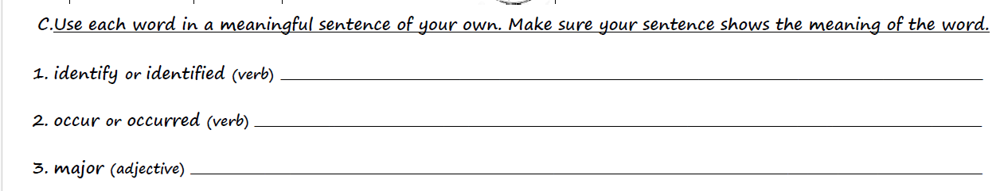 C.Use each word in a meaningful sentence of your own. Make sure your sentence shows the meaning of the word.
1. identify or identified (verb)
2. occur or occurred (verb)
3. major (adjective)